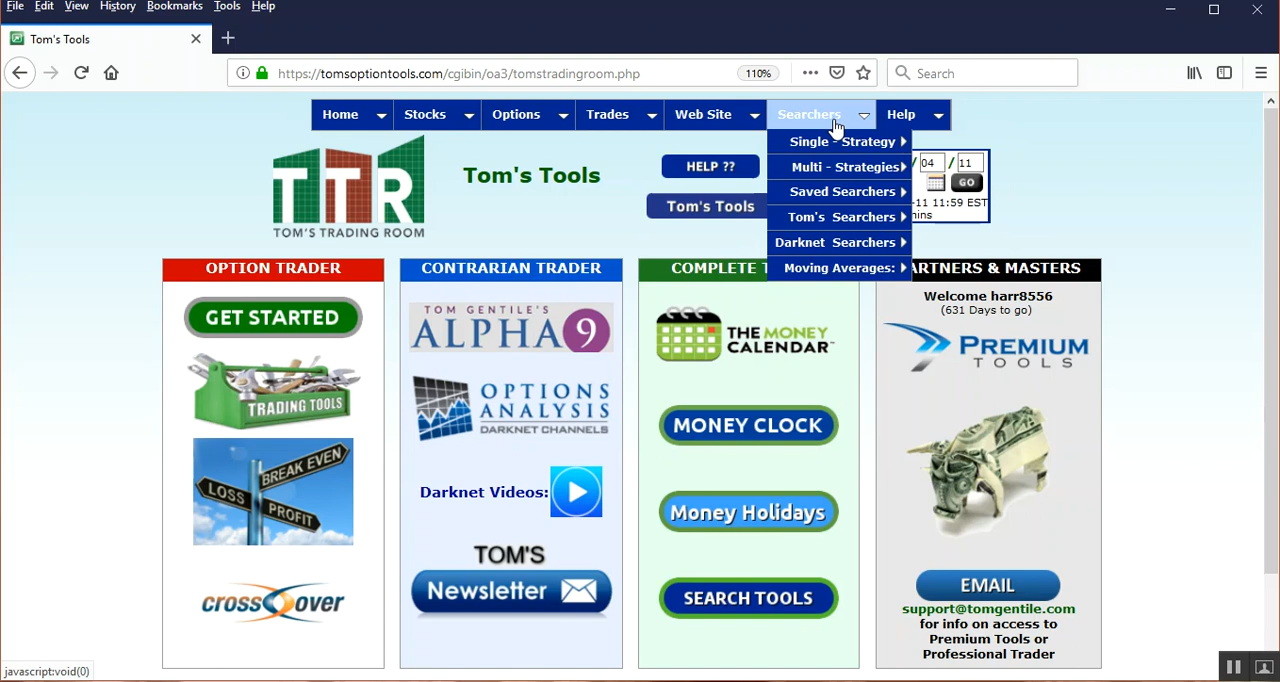 File Edit View History Bookmarks Tools Help
Tom's Tools
https://tomsoptiontools.com/cgibin/oa3/tomstradingroom.php
110%
Search
Home
Stocks
Options
Trades
Web Site
Searchers
Help
Single - Strategy
Multi - Strategies
Saved Searchers
Tom's Searchers
Darknet Searchers
Moving Averages:
TTR
TOM'S TRADING ROOM
Tom's Tools
HELP ??
Tom's Tools
/ 04 / 11
GO
-11 11:59 EST
mins
OPTION TRADER
GET STARTED
TRADING TOOLS
BREAK EVEN
LOSS
PROFIT
crossover
CONTRARIAN TRADER
TOM GENTILE'S
ALPHA 9
OPTIONS
ANALYSIS
DARKNET CHANNELS
Darknet Videos:
TOM'S
Newsletter
COMPLETE T
THE MONEY
CALENDAR
MONEY CLOCK
Money Holidays
SEARCH TOOLS
ARTNERS & MASTERS
Welcome harr8556
(631 Days to go)
PREMIUM
TOOLS
EMAIL
support@tomgentile.com
for info on access to
Premium Tools or
Professional Trader
javascript:void(0)